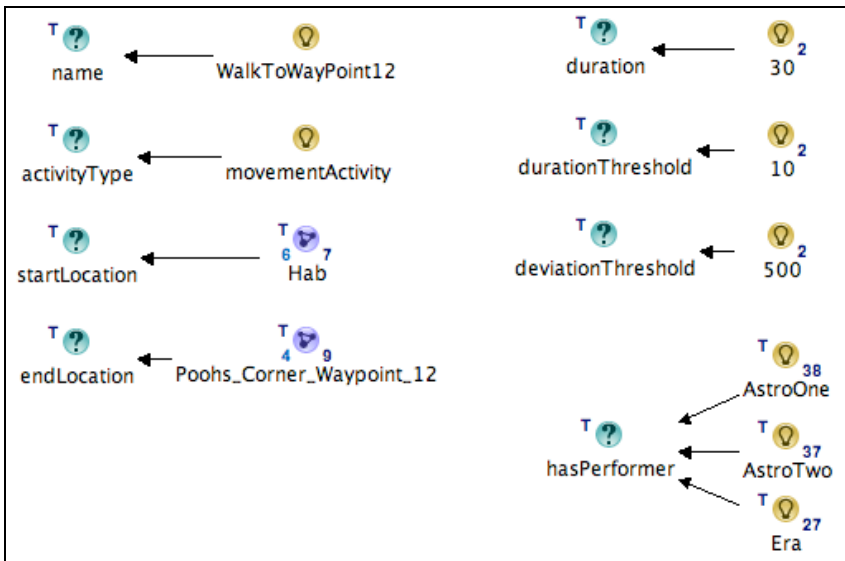 T
name
WalkToWayPoint12
T
activityType
movementActivity
T
startLocation
T
6 7
Hab
T
endLocation
T
4 9
Poohs_Corner_Waypoint_12
T
duration
2
30
T
durationThreshold
2
10
T
deviationThreshold
2
500
T
hasPerformer
T
38
AstroOne
T
37
AstroTwo
T
27
Era